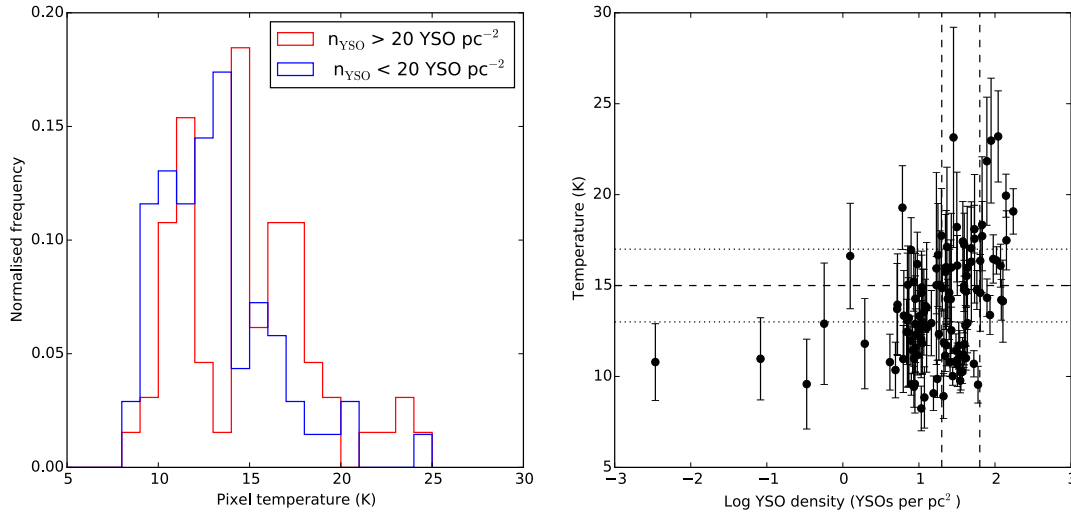 0.20
0.15
0.10
0.05
0.00
5 10 15 20 25 30
Normalised frequency
Pixel temperature (K)
n_YSO > 20 YSO pc⁻²
n_YSO < 20 YSO pc⁻²
30
25
20
15
10
5
−3 −2 −1 0 1 2 3
Temperature (K)
Log YSO density (YSOs per pc²)